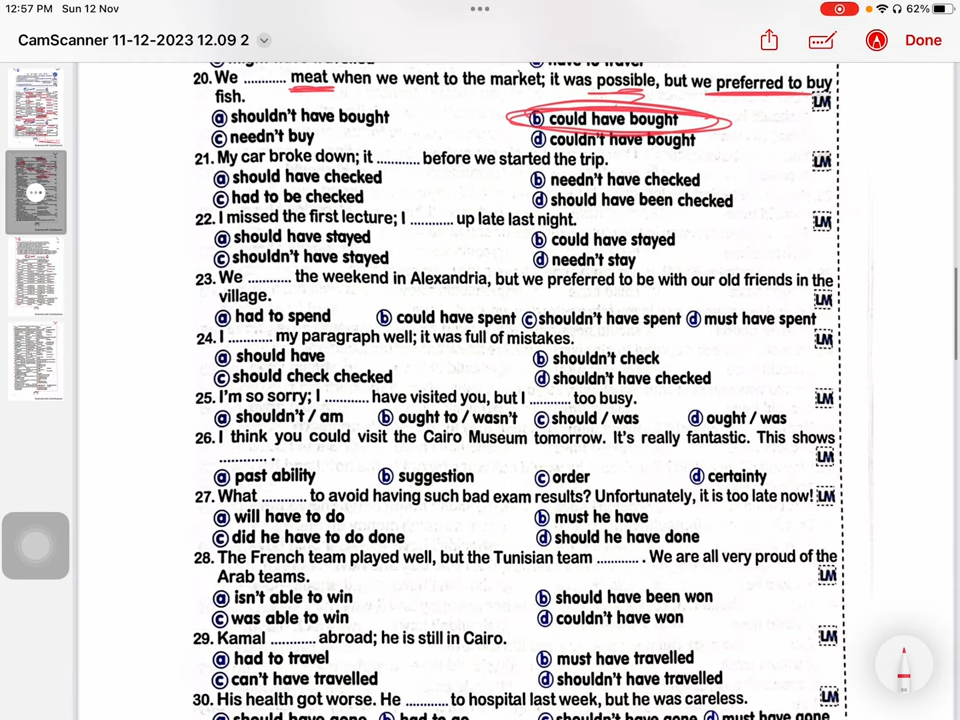 12:57 PM Sun 12 Nov
62%
CamScanner 11-12-2023 12.09 2
Done
20. We ........... meat when we went to the market; it was possible, but we preferred to buy
fish.
LM
ⓐ shouldn't have bought ⓑ could have bought
ⓒ needn't buy ⓓ couldn't have bought
21. My car broke down; it ........... before we started the trip. LM
ⓐ should have checked ⓑ needn't have checked
ⓒ had to be checked ⓓ should have been checked
22. I missed the first lecture; I ........... up late last night. LM
ⓐ should have stayed ⓑ could have stayed
ⓒ shouldn't have stayed ⓓ needn't stay
23. We ........... the weekend in Alexandria, but we preferred to be with our old friends in the
village. LM
ⓐ had to spend ⓑ could have spent ⓒ shouldn't have spent ⓓ must have spent
24. I ........... my paragraph well; it was full of mistakes. LM
ⓐ should have ⓑ shouldn't check
ⓒ should check checked ⓓ shouldn't have checked
25. I'm so sorry; I ........... have visited you, but I ........... too busy. LM
ⓐ shouldn't / am ⓑ ought to / wasn't ⓒ should / was ⓓ ought / was
26. I think you could visit the Cairo Museum tomorrow. It's really fantastic. This shows
............ . LM
ⓐ past ability ⓑ suggestion ⓒ order ⓓ certainty
27. What ............ to avoid having such bad exam results? Unfortunately, it is too late now! LM
ⓐ will have to do ⓑ must he have
ⓒ did he have to do done ⓓ should he have done
28. The French team played well, but the Tunisian team ........... . We are all very proud of the
Arab teams. LM
ⓐ isn't able to win ⓑ should have been won
ⓒ was able to win ⓓ couldn't have won
29. Kamal ........... abroad; he is still in Cairo. LM
ⓐ had to travel ⓑ must have travelled
ⓒ can't have travelled ⓓ shouldn't have travelled
30. His health got worse. He ........... to hospital last week, but he was careless. LM